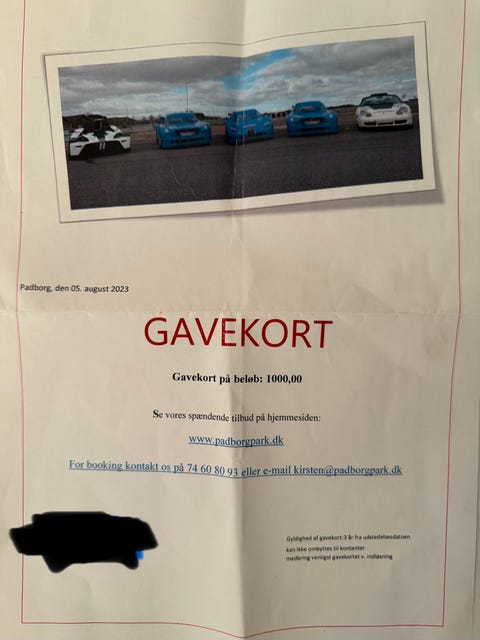 Padborg, den 05. august 2023
GAVEKORT
Gavekort på beløb: 1000,00
Se vores spændende tilbud på hjemmesiden:
www.padborgpark.dk
For booking kontakt os på 74 60 80 93 eller e-mail kirsten@padborgpark.dk
Gyldighed af gavekort:3 år fra udstedelsesdatoen
kan ikke ombyttes til kontanter
medbring venligst gavekortet v. indløsning